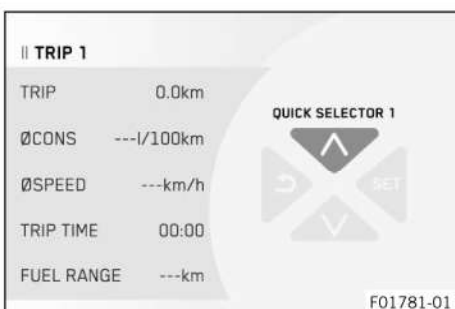 || TRIP 1
TRIP 0.0km
ØCONS ---l/100km
ØSPEED ---km/h
TRIP TIME 00:00
FUEL RANGE ---km
QUICK SELECTOR 1
SET
F01781-01